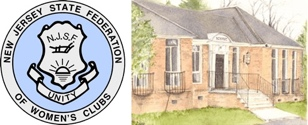 NEW JERSEY STATE FEDERATION
OF WOMEN'S CLUBS
N.J.S.F.
UNITY